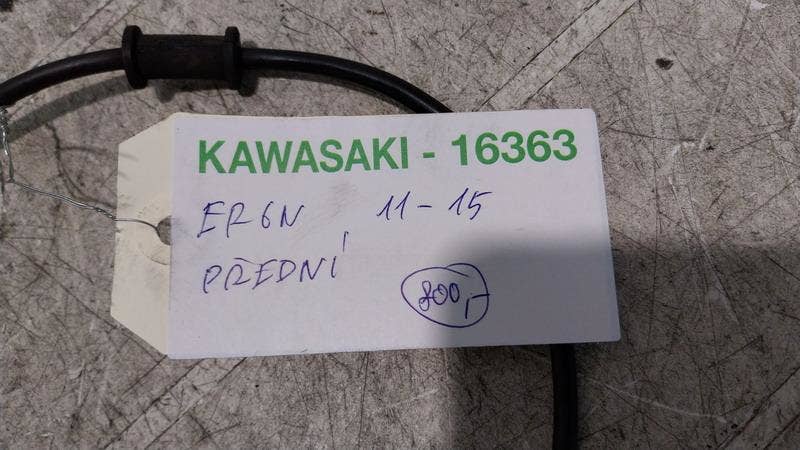 KAWASAKI - 16363
ER6N 11-15
PŘEDNÍ
800,-